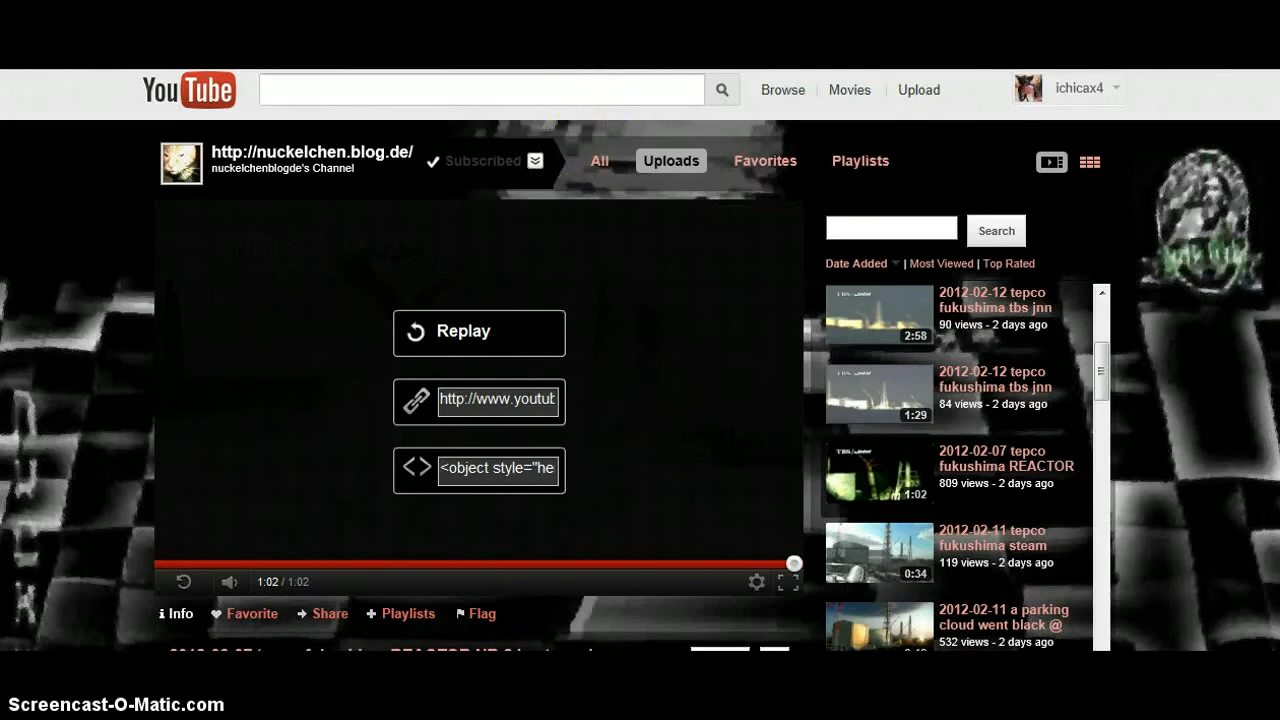 YouTube
Browse
Movies
Upload
ichicax4
http://nuckelchen.blog.de/
nuckelchenblogde's Channel
Subscribed
All
Uploads
Favorites
Playlists
Search
Date Added | Most Viewed | Top Rated
2012-02-12 tepco
fukushima tbs jnn
90 views - 2 days ago
2:58
2012-02-12 tepco
fukushima tbs jnn
84 views - 2 days ago
1:29
2012-02-07 tepco
fukushima REACTOR
809 views - 2 days ago
1:02
2012-02-11 tepco
fukushima steam
119 views - 2 days ago
0:34
2012-02-11 a parking
cloud went black @
532 views - 2 days ago
Replay
http://www.youtub
<object style="he
1:02 / 1:02
Info
Favorite
Share
Playlists
Flag
Screencast-O-Matic.com